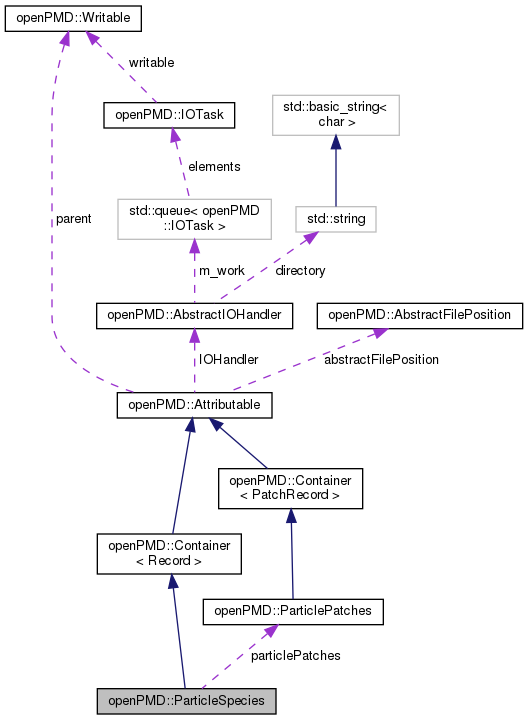 openPMD::Writable
writable
openPMD::IOTask
std::basic_string<
char >
elements
parent
std::queue< openPMD
::IOTask >
std::string
m_work
directory
openPMD::AbstractIOHandler
openPMD::AbstractFilePosition
IOHandler
abstractFilePosition
openPMD::Attributable
openPMD::Container
< PatchRecord >
openPMD::Container
< Record >
openPMD::ParticlePatches
particlePatches
openPMD::ParticleSpecies